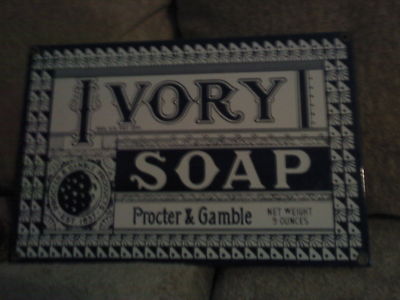 IVORY
SOAP
Procter & Gamble
NET WEIGHT
9 OUNCES